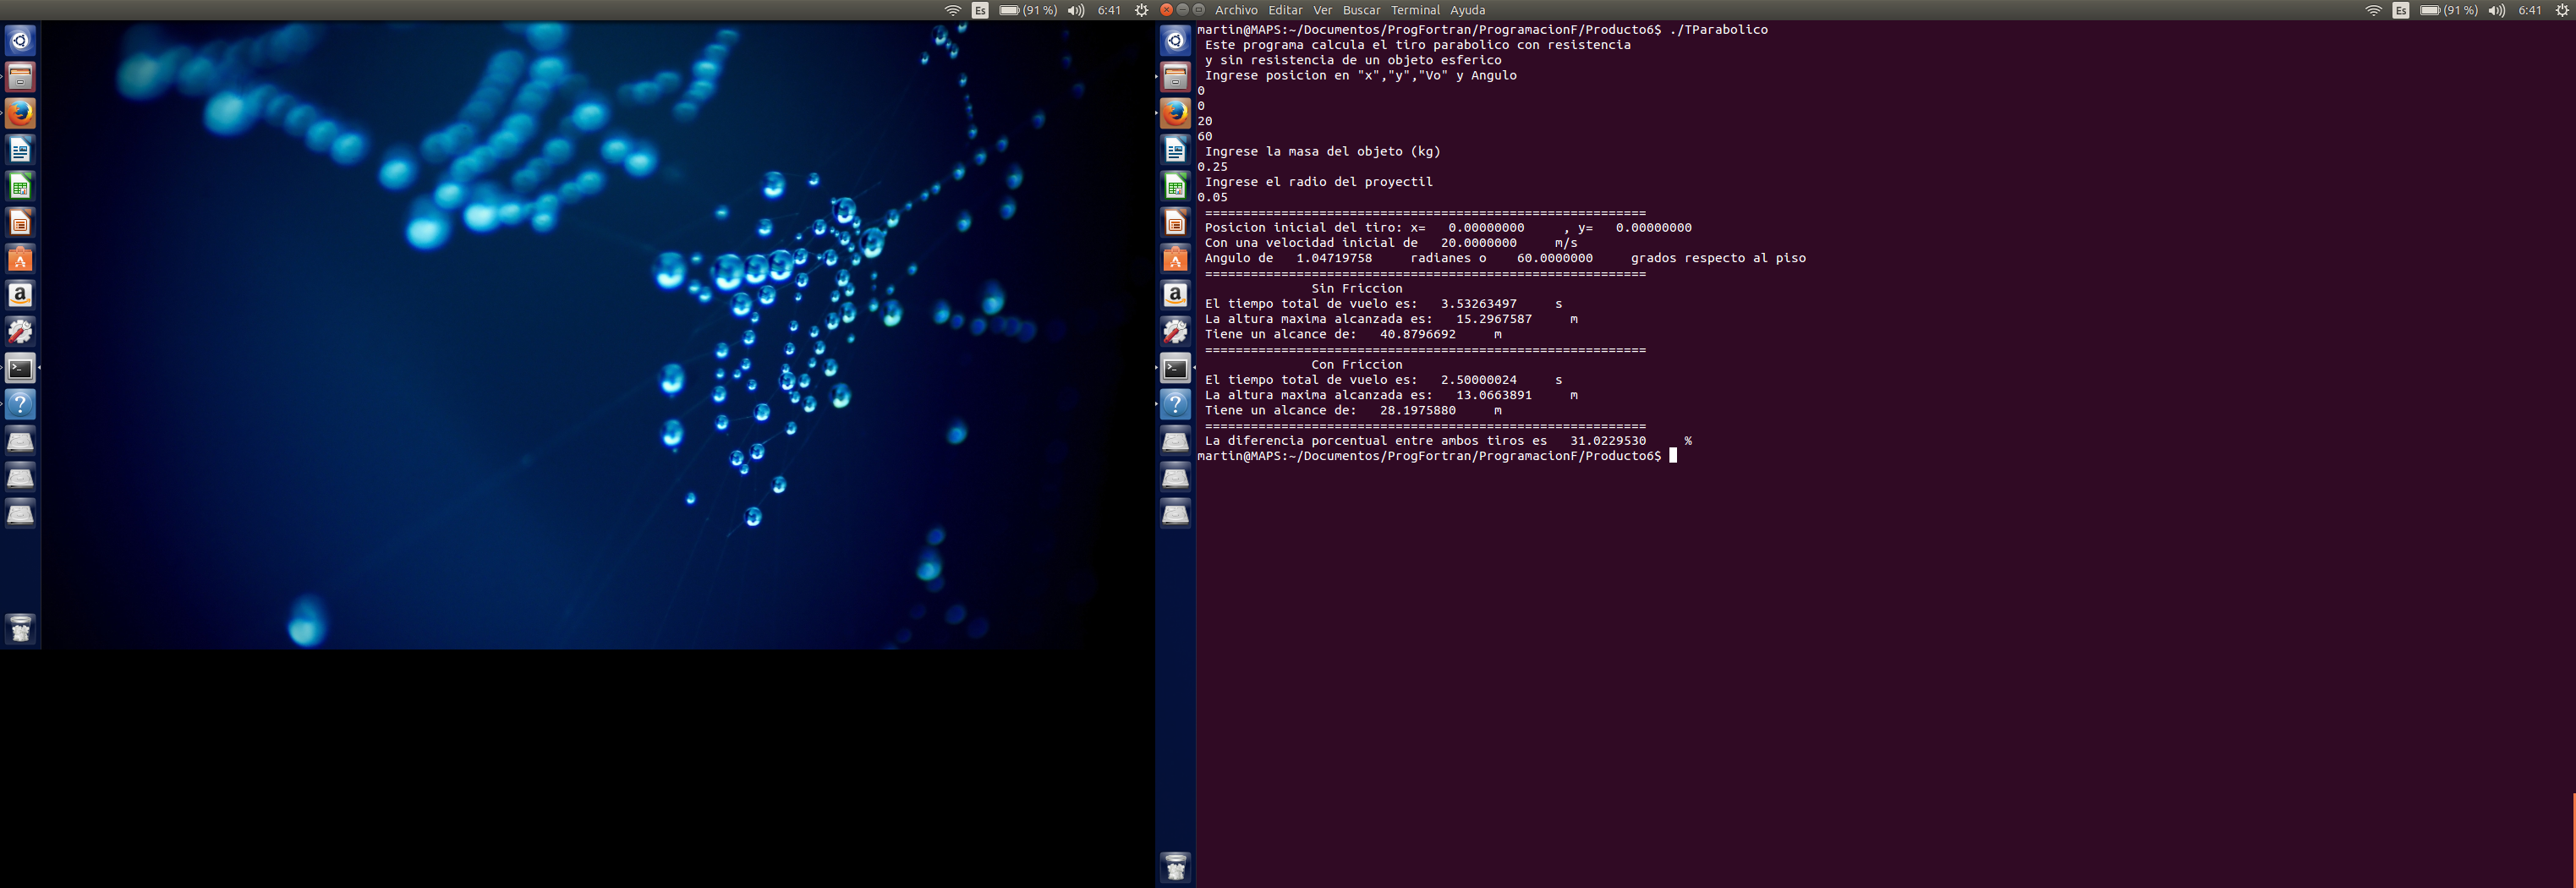 Es (91 %) 6:41
Archivo Editar Ver Buscar Terminal Ayuda Es (91 %) 6:41
martin@MAPS:~/Documentos/ProgFortran/ProgramacionF/Producto6$ ./TParabolico
Este programa calcula el tiro parabolico con resistencia
y sin resistencia de un objeto esferico
Ingrese posicion en "x","y","Vo" y Angulo
0
0
20
60
Ingrese la masa del objeto (kg)
0.25
Ingrese el radio del proyectil
0.05
==========================================================
Posicion inicial del tiro: x=   0.00000000     , y=   0.00000000
Con una velocidad inicial de   20.0000000     m/s
Angulo de   1.04719758     radianes o    60.0000000     grados respecto al piso
==========================================================
Sin Friccion
El tiempo total de vuelo es:   3.53263497     s
La altura maxima alcanzada es:   15.2967587     m
Tiene un alcance de:   40.8796692     m
==========================================================
Con Friccion
El tiempo total de vuelo es:   2.50000024     s
La altura maxima alcanzada es:   13.0663891     m
Tiene un alcance de:   28.1975880     m
==========================================================
La diferencia porcentual entre ambos tiros es   31.0229530     %
martin@MAPS:~/Documentos/ProgFortran/ProgramacionF/Producto6$